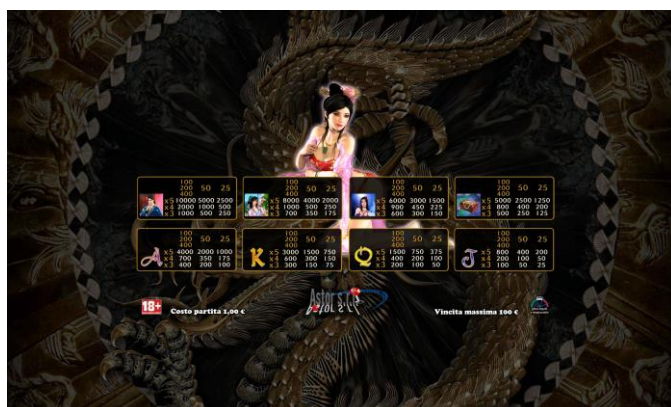 100
200 50 25
400
x5 10000 5000 2500
x4 2000 1000 500
x3 1000 500 250
100
200 50 25
400
x5 8000 4000 2000
x4 1000 500 250
x3 700 350 175
100
200 50 25
400
x5 6000 3000 1500
x4 900 450 225
x3 600 300 150
100
200 50 25
400
x5 5000 2500 1250
x4 800 400 200
x3 500 250 125
100
200 50 25
400
A x5 4000 2000 1000
x4 700 350 175
x3 400 200 100
100
200 50 25
400
K x5 3000 1500 750
x4 600 300 150
x3 300 150 75
100
200 50 25
400
Q x5 1500 750 375
x4 400 200 100
x3 200 100 50
100
200 50 25
400
J x5 800 400 200
x4 200 100 50
x3 100 50 25
18+
Costo partita 1,00 €
Astor s.r.l.
Vincita massima 100 €